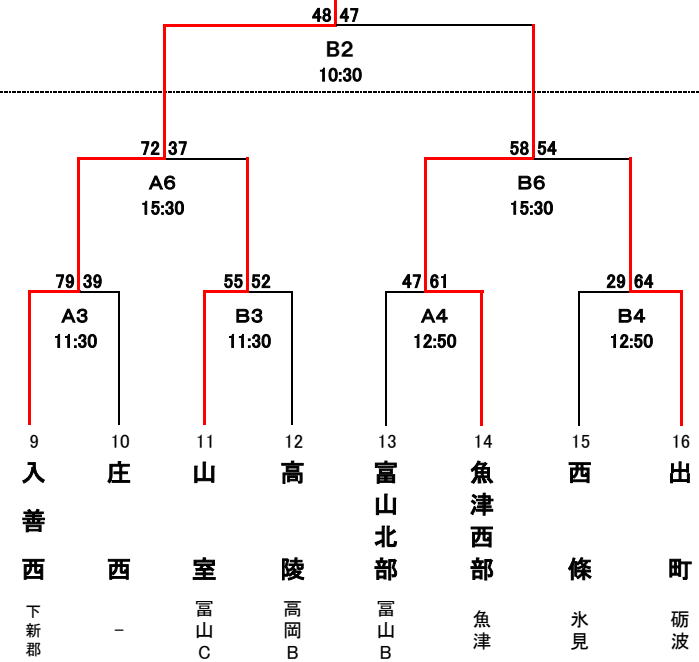 48 47
B2
10:30
72 37
58 54
A6
B6
15:30
15:30
79 39
55 52
47 61
29 64
A3
B3
A4
B4
11:30
11:30
12:50
12:50
9
10
11
12
13
14
15
16
入善西
庄西
山室
高陵
富山北部
魚津西部
西條
出町
下新郡
−
冨山C
高岡B
冨山B
魚津
氷見
砺波